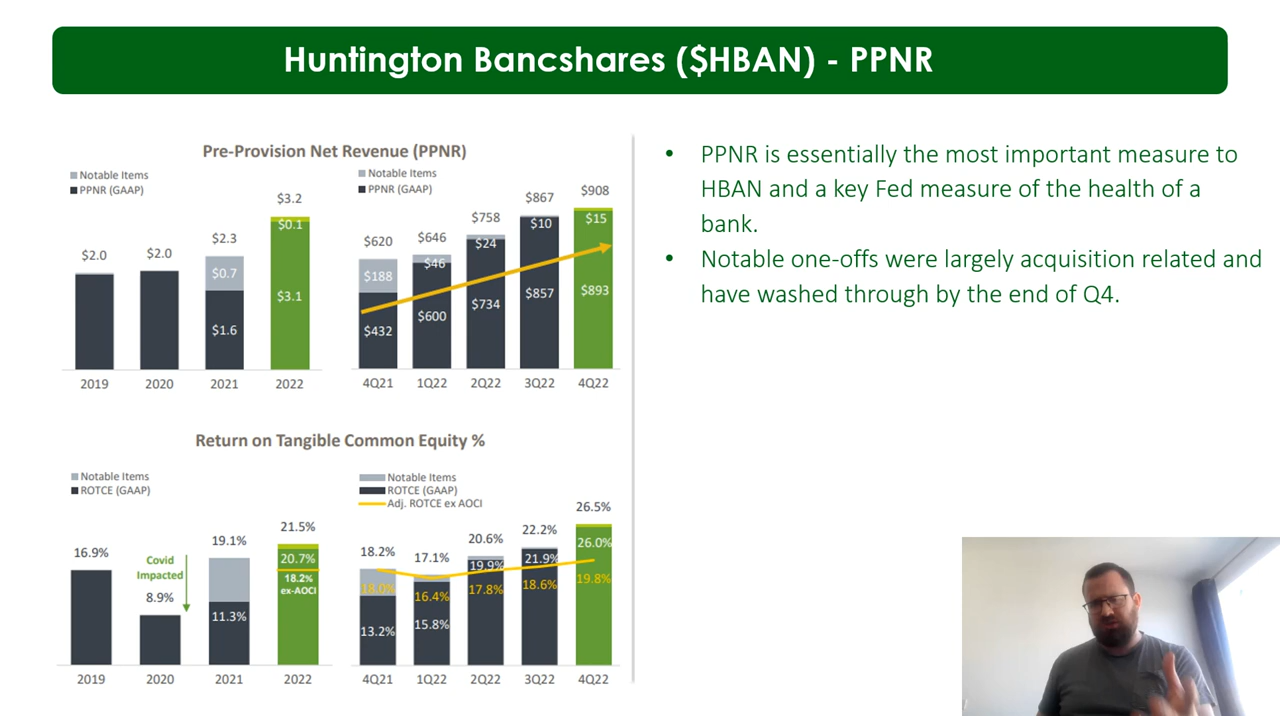 Huntington Bancshares ($HBAN) - PPNR
Pre-Provision Net Revenue (PPNR)
Notable Items
PPNR (GAAP)
$2.0
$2.0
$2.3
$0.7
$1.6
$3.2
$0.1
$3.1
2019 2020 2021 2022
Notable Items
PPNR (GAAP)
$620
$188
$432
$646
$46
$600
$758
$24
$734
$867
$10
$857
$908
$15
$893
4Q21 1Q22 2Q22 3Q22 4Q22
Return on Tangible Common Equity %
Notable Items
ROTCE (GAAP)
16.9%
Covid
Impacted
8.9%
19.1%
11.3%
21.5%
20.7%
18.2%
ex-AOCI
2019 2020 2021 2022
Notable Items
ROTCE (GAAP)
Adj. ROTCE ex AOCI
18.2%
18.0%
13.2%
17.1%
16.4%
15.8%
20.6%
19.9%
17.8%
22.2%
21.9%
18.6%
26.5%
26.0%
19.8%
4Q21 1Q22 2Q22 3Q22 4Q22
• PPNR is essentially the most important measure to
HBAN and a key Fed measure of the health of a
bank.
• Notable one-offs were largely acquisition related and
have washed through by the end of Q4.